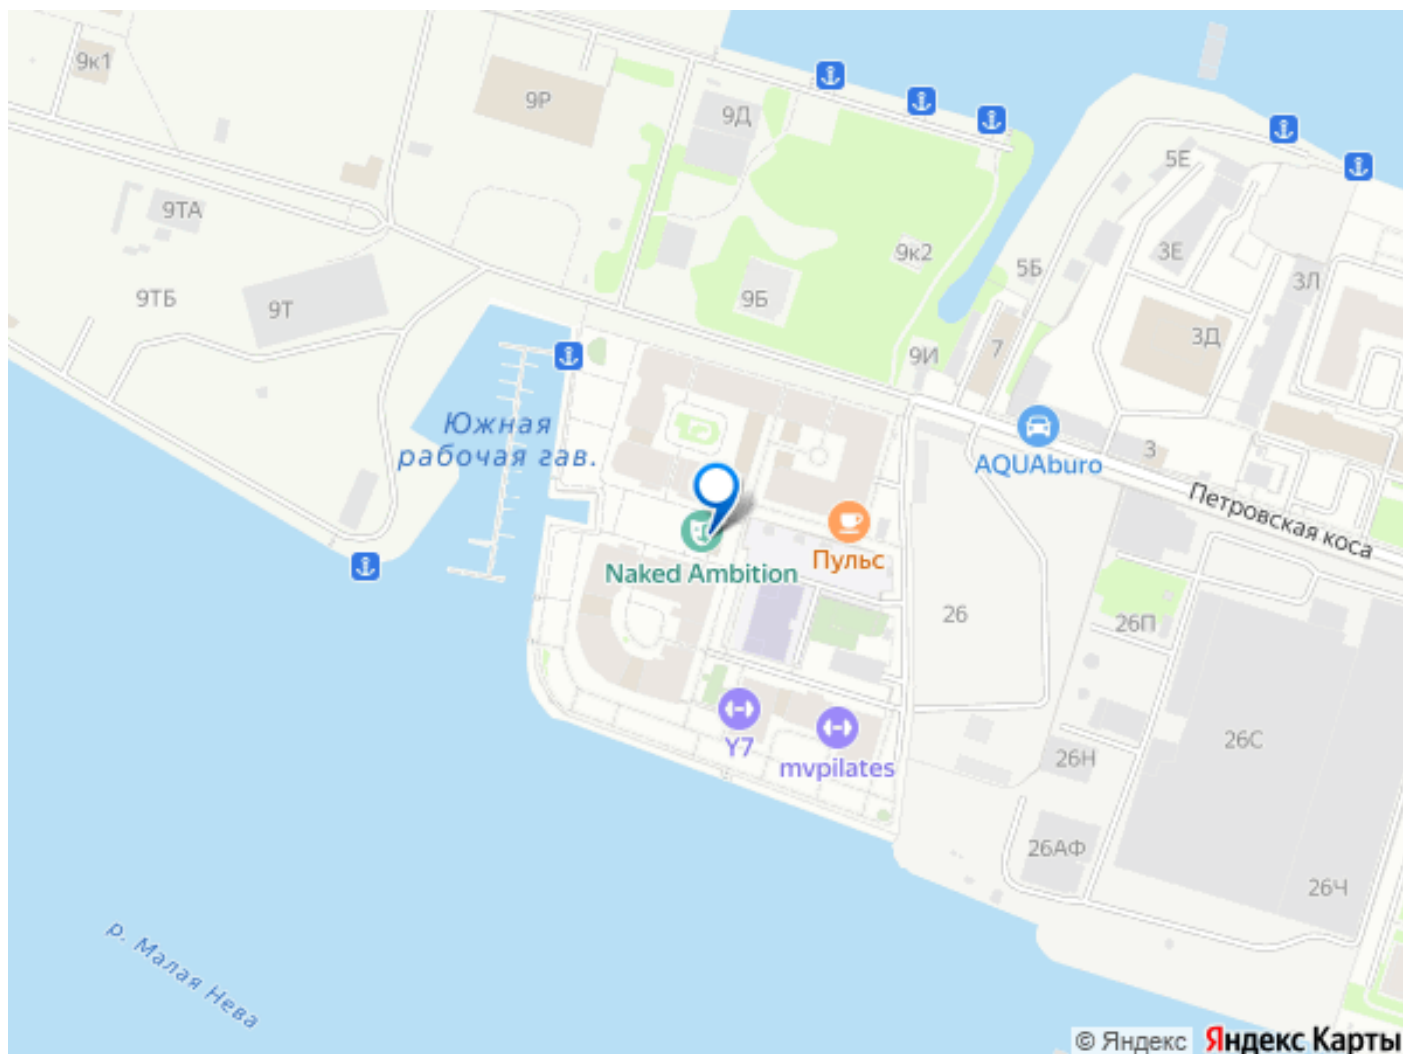 9к1
9Р
9Д
5Е
9ТА
3Е
9к2
5Б
3Л
9ТБ
9Т
9Б
3Д
7
9И
Южная
рабочая гав.
3
AQUAburo
Петровская коса
Naked Ambition
Пульс
26
26П
Y7
mvpilates
26С
26Н
26АФ
26Ч
р. Малая Нева
© Яндекс Яндекс Карты